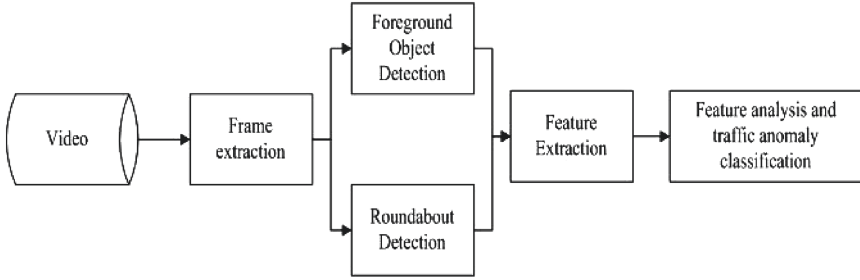 Video
Frame
extraction
Foreground
Object
Detection
Roundabout
Detection
Feature
Extraction
Feature analysis and
traffic anomaly
classification